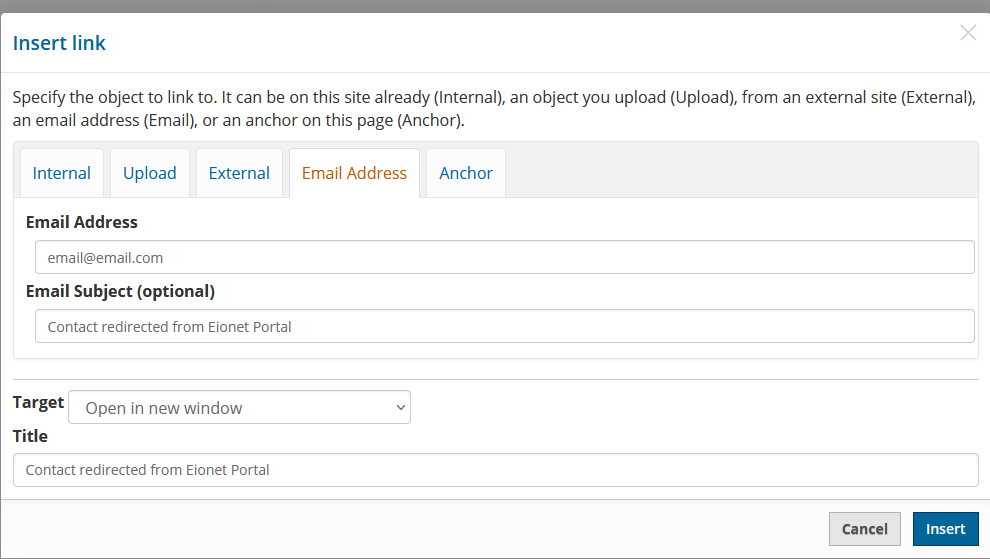 Insert link
Specify the object to link to. It can be on this site already (Internal), an object you upload (Upload), from an external site (External),
an email address (Email), or an anchor on this page (Anchor).
Internal Upload External Email Address Anchor
Email Address
email@email.com
Email Subject (optional)
Contact redirected from Eionet Portal
Target Open in new window
Title
Contact redirected from Eionet Portal
Cancel Insert